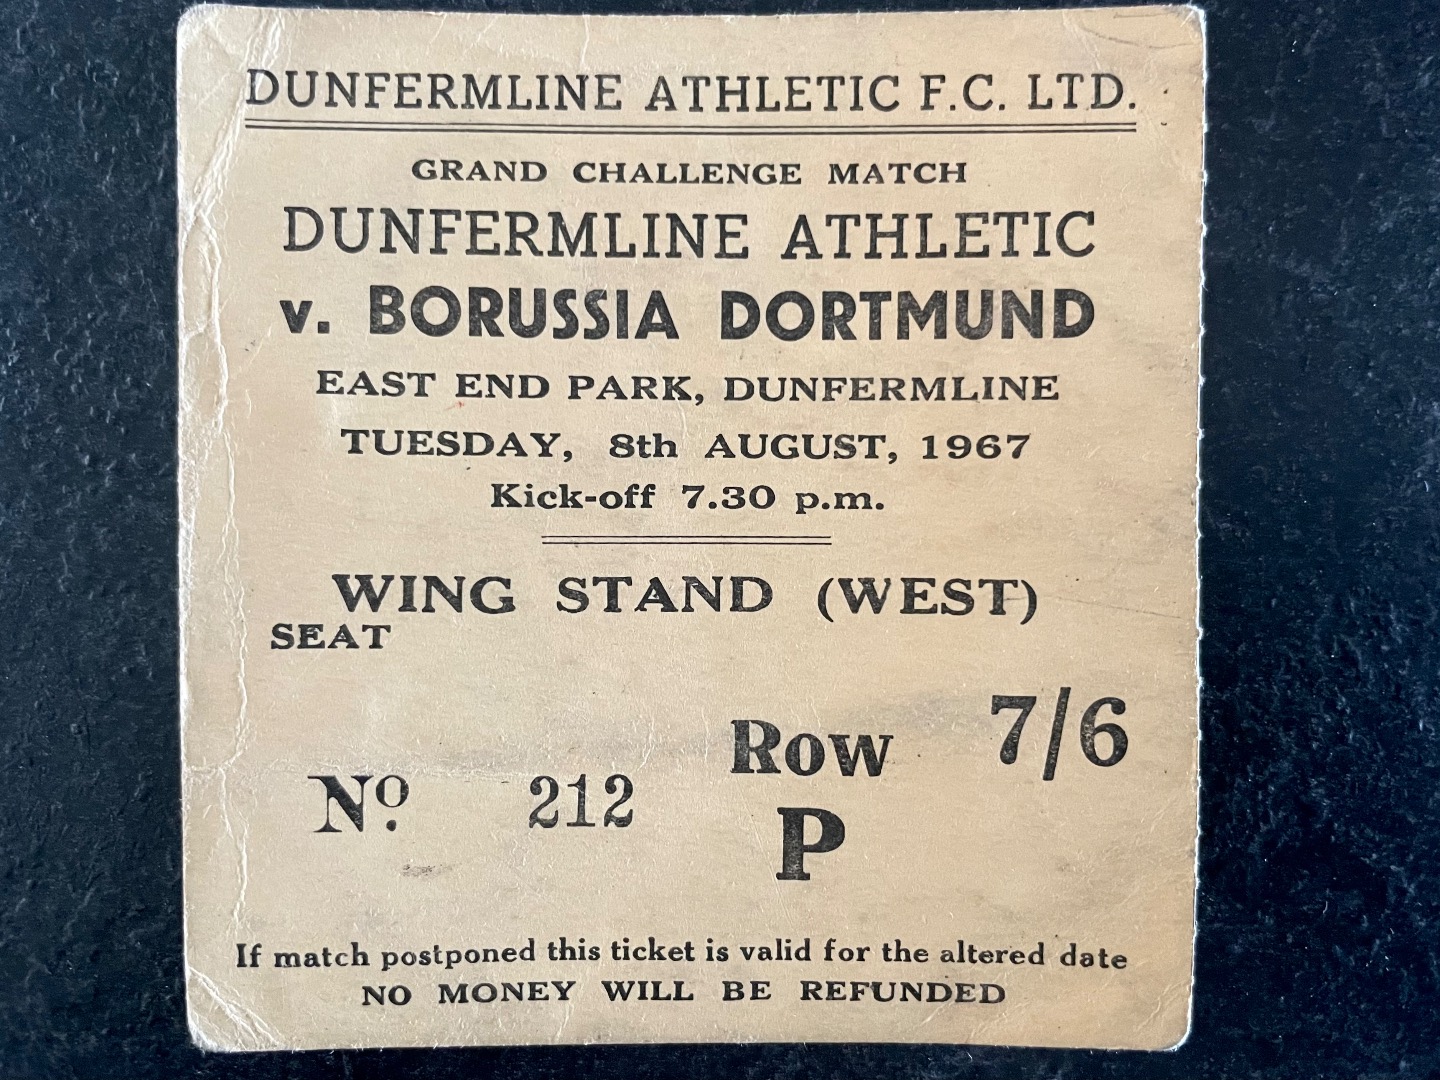 DUNFERMLINE ATHLETIC F.C. LTD.
GRAND CHALLENGE MATCH
DUNFERMLINE ATHLETIC
v. BORUSSIA DORTMUND
EAST END PARK, DUNFERMLINE
TUESDAY, 8th AUGUST, 1967
Kick-off 7.30 p.m.
WING STAND (WEST)
SEAT
No. 212 Row P 7/6
If match postponed this ticket is valid for the altered date
NO MONEY WILL BE REFUNDED